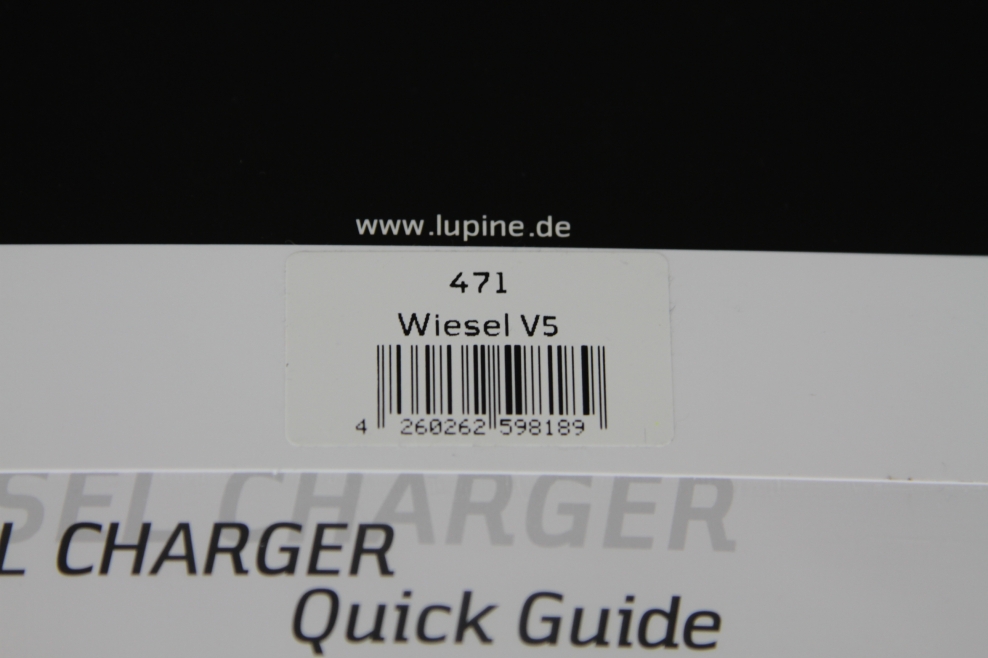 www.lupine.de
471
Wiesel V5
4 260262 598189
SEL CHARGER
L CHARGER
Quick Guide